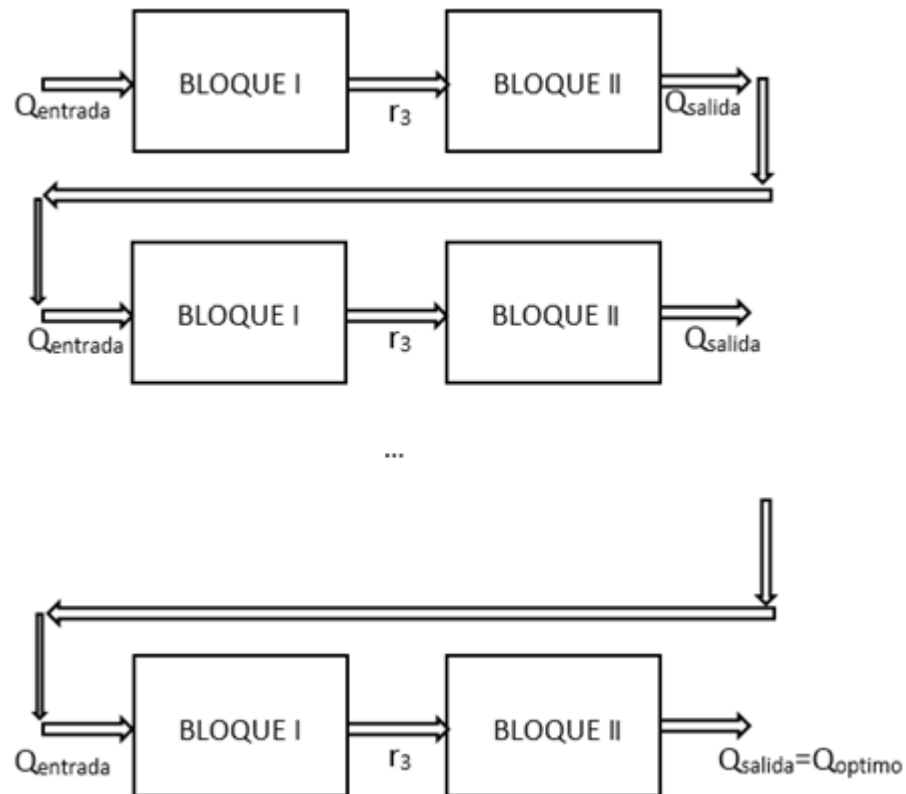 BLOQUE I BLOQUE II
Qentrada r₃ Qsalida
BLOQUE I BLOQUE II
Qentrada r₃ Qsalida
...
BLOQUE I BLOQUE II
Qentrada r₃ Qsalida=Qoptimo